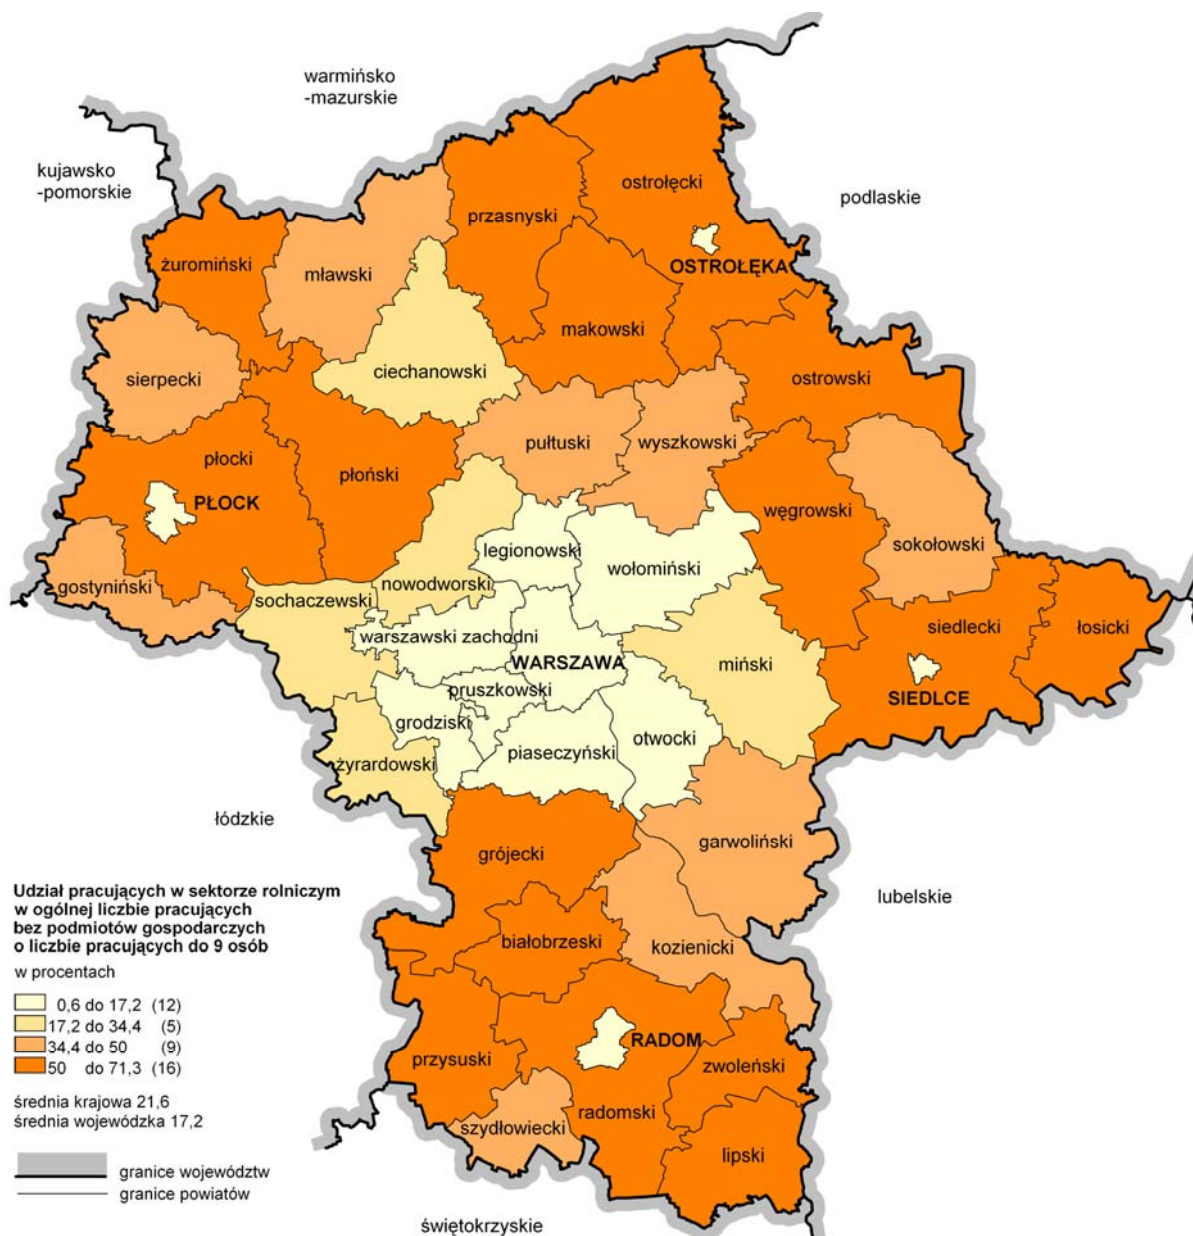 warmińsko
-mazurskie
kujawsko
-pomorskie
podlaskie
ostrołęcki
przasnyski
żuromiński
mławski
OSTROŁĘKA
makowski
ciechanowski
sierpecki
ostrowski
pułtuski
wyszkowski
płocki
płoński
PŁOCK
węgrowski
sokołowski
legionowski
wołomiński
gostyniński
nowodworski
sochaczewski
siedlecki
łosicki
warszawski zachodni
WARSZAWA
miński
pruszkowski
SIEDLCE
grodziski
otwocki
piaseczyński
żyrardowski
łódzkie
garwoliński
grójecki
lubelskie
białobrzeski
kozienicki
RADOM
przysuski
zwoleński
radomski
szydłowiecki
lipski
świętokrzyskie
Udział pracujących w sektorze rolniczym
w ogólnej liczbie pracujących
bez podmiotów gospodarczych
o liczbie pracujących do 9 osób
w procentach
0,6 do 17,2 (12)
17,2 do 34,4 (5)
34,4 do 50 (9)
50 do 71,3 (16)
średnia krajowa 21,6
średnia wojewódzka 17,2
granice województw
granice powiatów